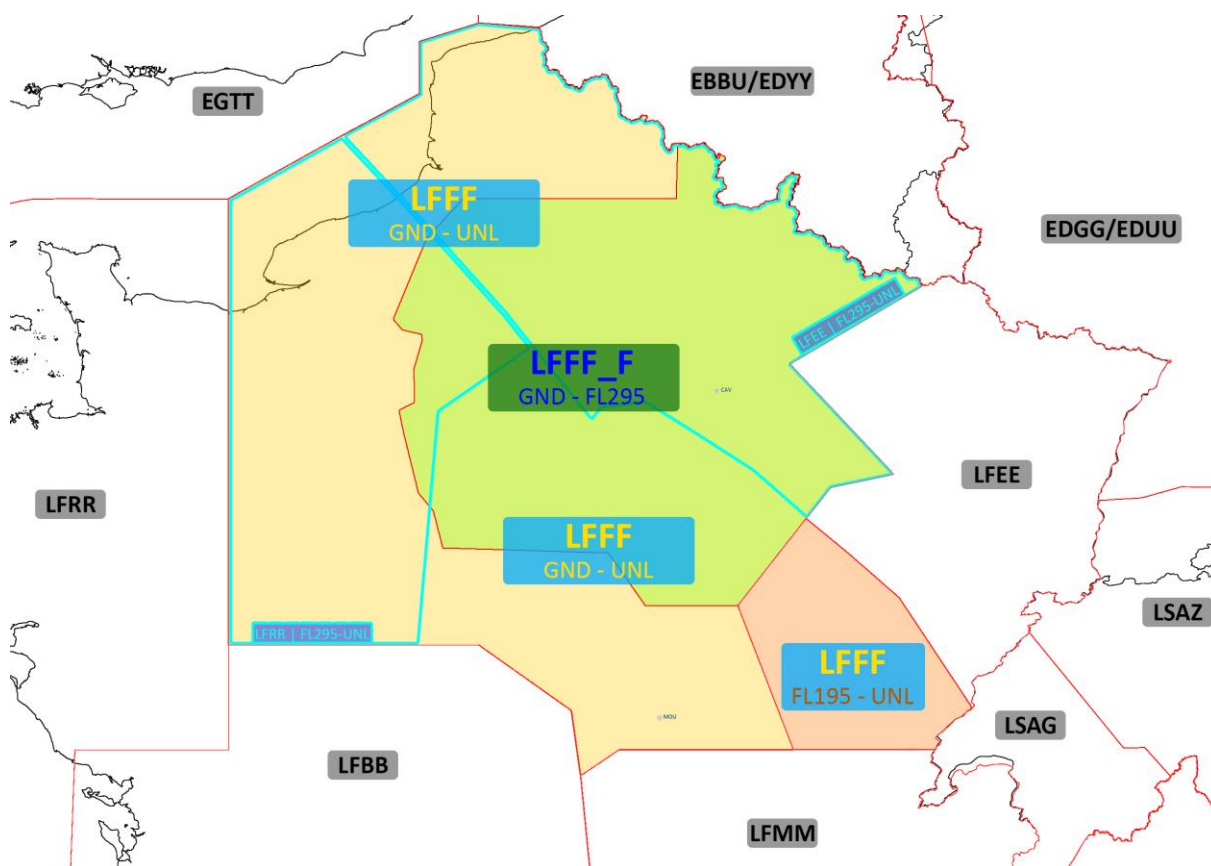 EBBU/EDYY
EGTT
LFFF
GND - UNL
EDGG/EDUU
LFEE | FL295-UNL
LFFF_F
GND - FL295
CAV
LFEE
LFRR
LFFF
GND - UNL
LSAZ
LFRR | FL295-UNL
LFFF
FL195 - UNL
MOU
LSAG
LFBB
LFMM